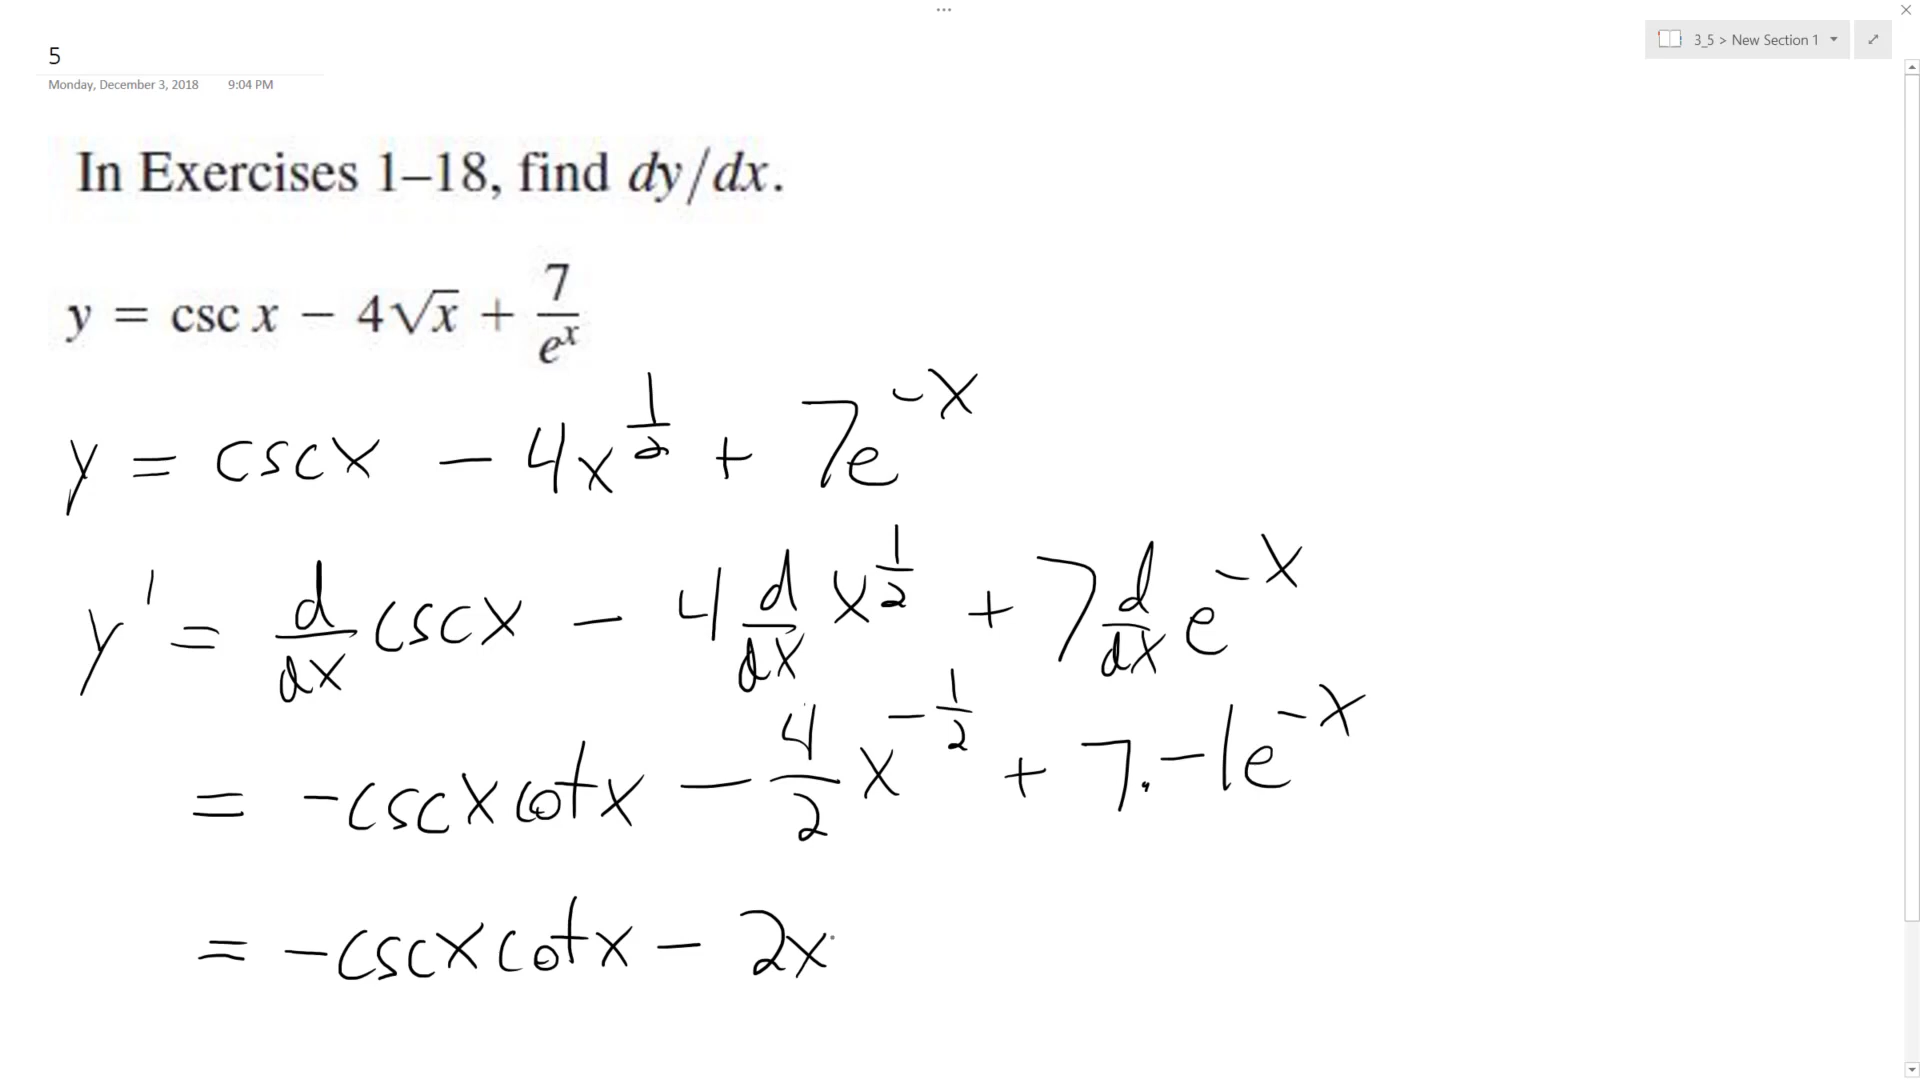 ...
3_5 > New Section 1
5
Monday, December 3, 2018 9:04 PM
In Exercises 1–18, find dy/dx.
y = csc x − 4√x + 7/eˣ
y = cscx − 4x^(1/2) + 7e^(−x)
y' = d/dx cscx − 4 d/dx x^(1/2) + 7 d/dx e^(−x)
= −cscx cotx − 4/2 x^(−1/2) + 7·−1e^(−x)
= −cscx cotx − 2x